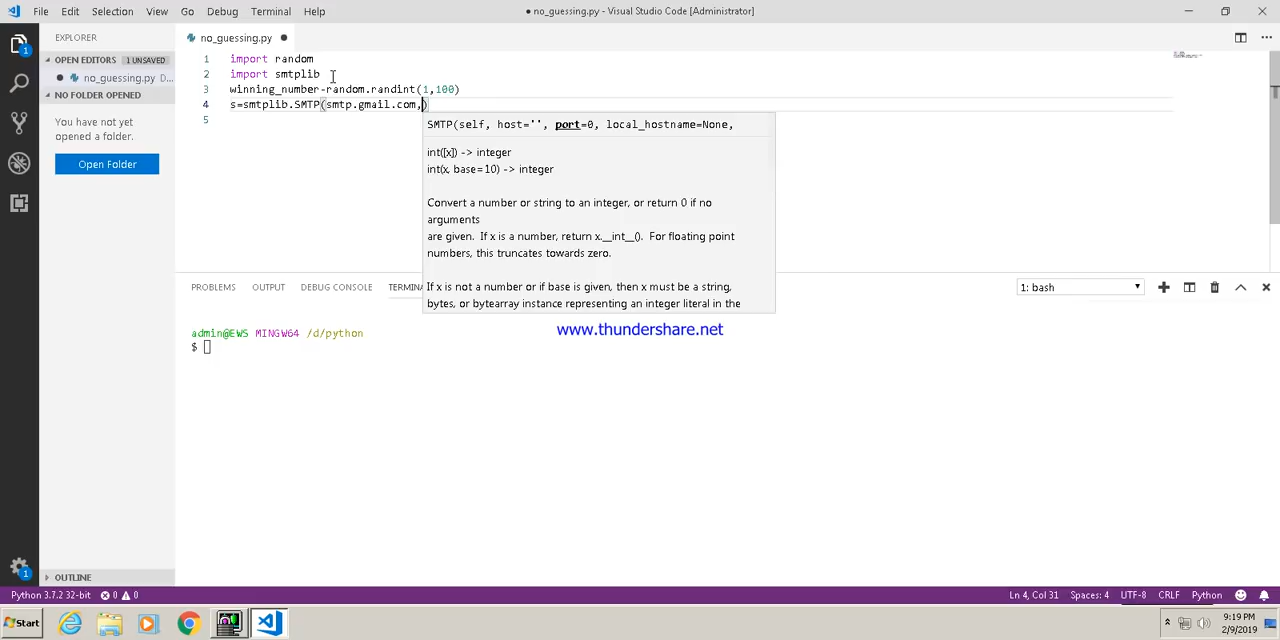 File Edit Selection View Go Debug Terminal Help
● no_guessing.py - Visual Studio Code [Administrator]
EXPLORER
OPEN EDITORS 1 UNSAVED
no_guessing.py D...
NO FOLDER OPENED
You have not yet
opened a folder.
Open Folder
OUTLINE
no_guessing.py
1 import random
2 import smtplib
3 winning_number-random.randint(1,100)
4 s=smtplib.SMTP(smtp.gmail.com,)
5
SMTP(self, host='', port=0, local_hostname=None,
int([x]) -> integer
int(x, base=10) -> integer
Convert a number or string to an integer, or return 0 if no
arguments
are given.  If x is a number, return x.__int__().  For floating point
numbers, this truncates towards zero.
If x is not a number or if base is given, then x must be a string,
bytes, or bytearray instance representing an integer literal in the
PROBLEMS OUTPUT DEBUG CONSOLE
1: bash
admin@EWS MINGW64 /d/python
$
www.thundershare.net
1
1
Python 3.7.2 32-bit 0 0
Ln 4, Col 31 Spaces: 4 UTF-8 CRLF Python
Start
9:19 PM
2/9/2019